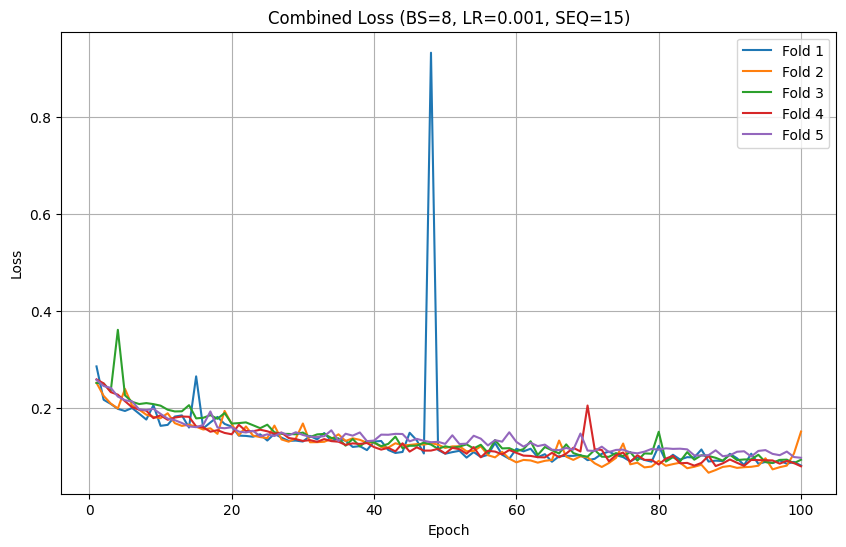 Combined Loss (BS=8, LR=0.001, SEQ=15)
Fold 1
Fold 2
Fold 3
Fold 4
Fold 5
Loss
0.8
0.6
0.4
0.2
0 20 40 60 80 100
Epoch